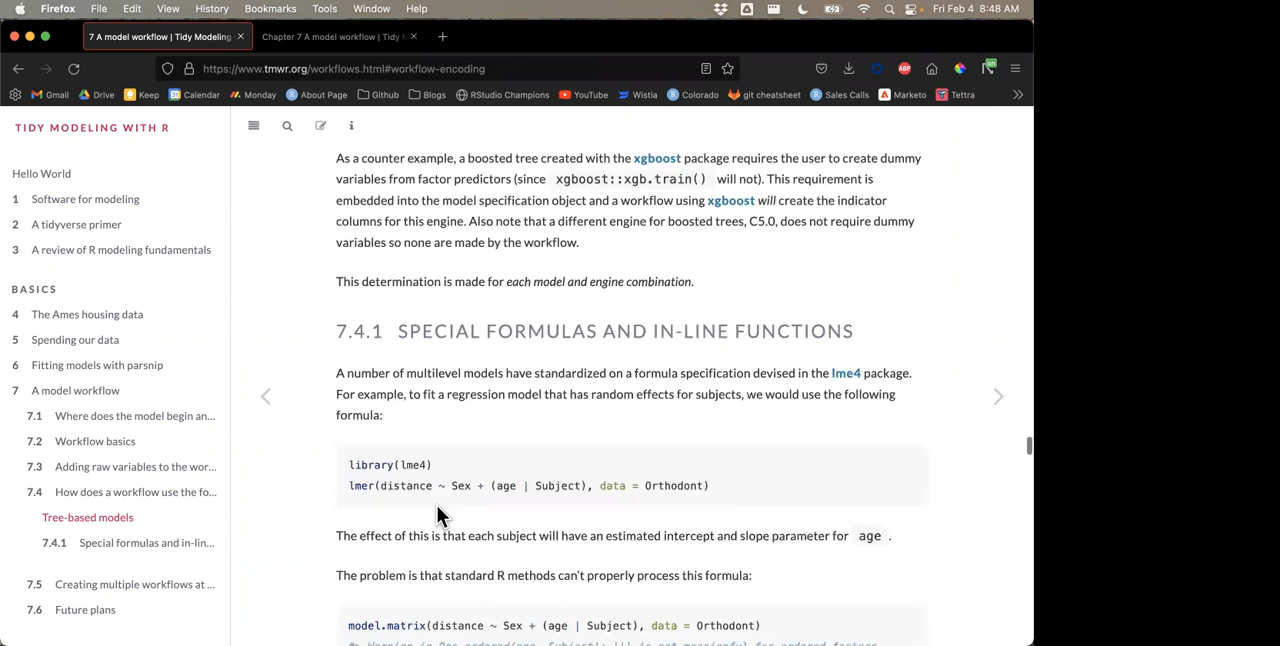 Firefox File Edit View History Bookmarks Tools Window Help Fri Feb 4 8:48 AM
7 A model workflow | Tidy Modeling Chapter 7 A model workflow | Tidy
https://www.tmwr.org/workflows.html#workflow-encoding ABP on
Gmail Drive Keep Calendar Monday About Page Github Blogs RStudio Champions YouTube Wistia Colorado git cheatsheet Sales Calls Marketo Tettra
TIDY MODELING WITH R
Hello World
1 Software for modeling
2 A tidyverse primer
3 A review of R modeling fundamentals
BASICS
4 The Ames housing data
5 Spending our data
6 Fitting models with parsnip
7 A model workflow
7.1 Where does the model begin an...
7.2 Workflow basics
7.3 Adding raw variables to the wor...
7.4 How does a workflow use the fo...
Tree-based models
7.4.1 Special formulas and in-lin...
7.5 Creating multiple workflows at ...
7.6 Future plans
As a counter example, a boosted tree created with the xgboost package requires the user to create dummy
variables from factor predictors (since xgboost::xgb.train() will not). This requirement is
embedded into the model specification object and a workflow using xgboost will create the indicator
columns for this engine. Also note that a different engine for boosted trees, C5.0, does not require dummy
variables so none are made by the workflow.
This determination is made for each model and engine combination.
7.4.1 SPECIAL FORMULAS AND IN-LINE FUNCTIONS
A number of multilevel models have standardized on a formula specification devised in the lme4 package.
For example, to fit a regression model that has random effects for subjects, we would use the following
formula:
library(lme4)
lmer(distance ~ Sex + (age | Subject), data = Orthodont)
The effect of this is that each subject will have an estimated intercept and slope parameter for age .
The problem is that standard R methods can't properly process this formula:
model.matrix(distance ~ Sex + (age | Subject), data = Orthodont)
#> Warning in Ops.ordered(age, Subject): '|' is not meaningful for ordered factors